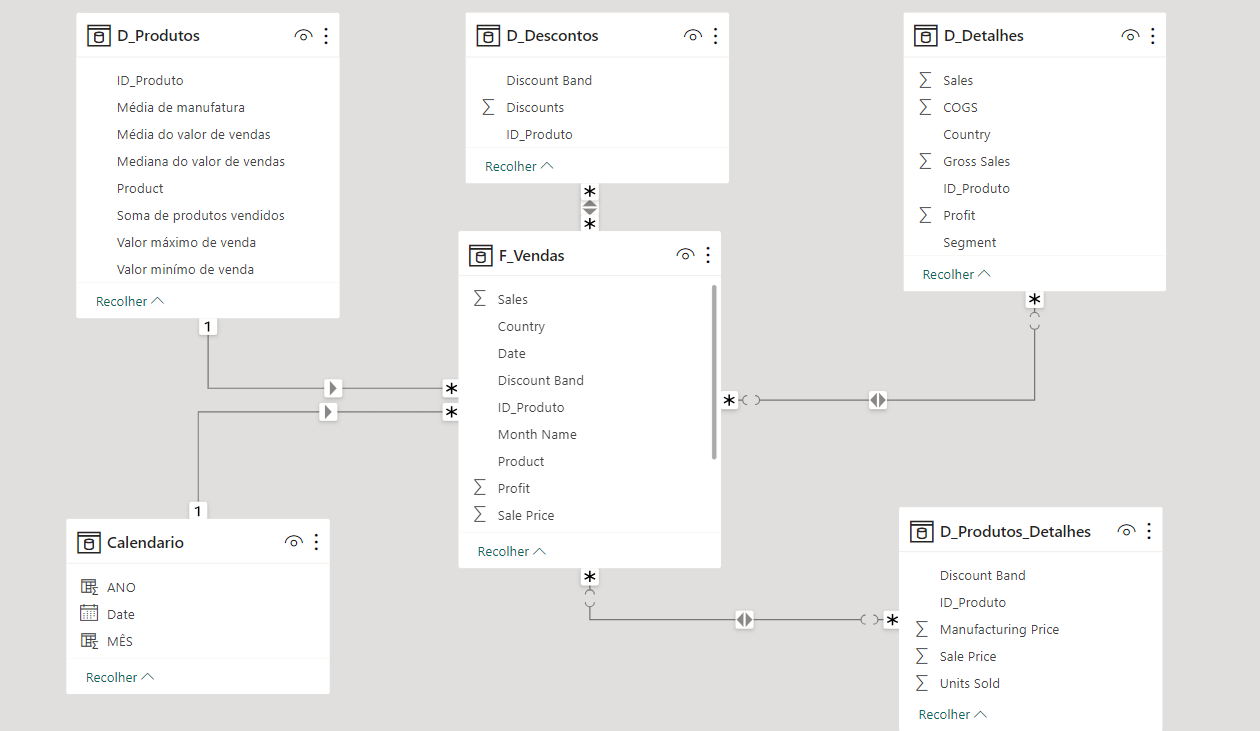 D_Produtos
ID_Produto
Média de manufatura
Média do valor de vendas
Mediana do valor de vendas
Product
Soma de produtos vendidos
Valor máximo de venda
Valor minímo de venda
Recolher
D_Descontos
Discount Band
Discounts
ID_Produto
Recolher
D_Detalhes
Sales
COGS
Country
Gross Sales
ID_Produto
Profit
Segment
Recolher
F_Vendas
Sales
Country
Date
Discount Band
ID_Produto
Month Name
Product
Profit
Sale Price
Recolher
1
*
*
*
*
*
*
1
*
*
Calendario
ANO
Date
MÊS
Recolher
D_Produtos_Detalhes
Discount Band
ID_Produto
Manufacturing Price
Sale Price
Units Sold
Recolher